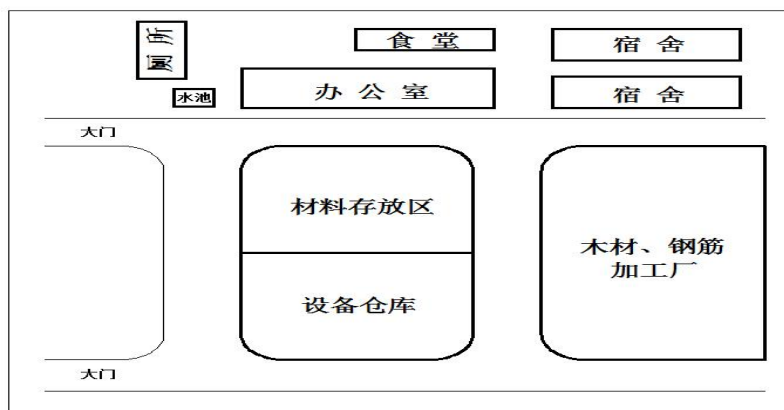 厕所
食堂
宿舍
水池
办公室
宿舍
大门
材料存放区
木材、钢筋
加工厂
设备仓库
大门